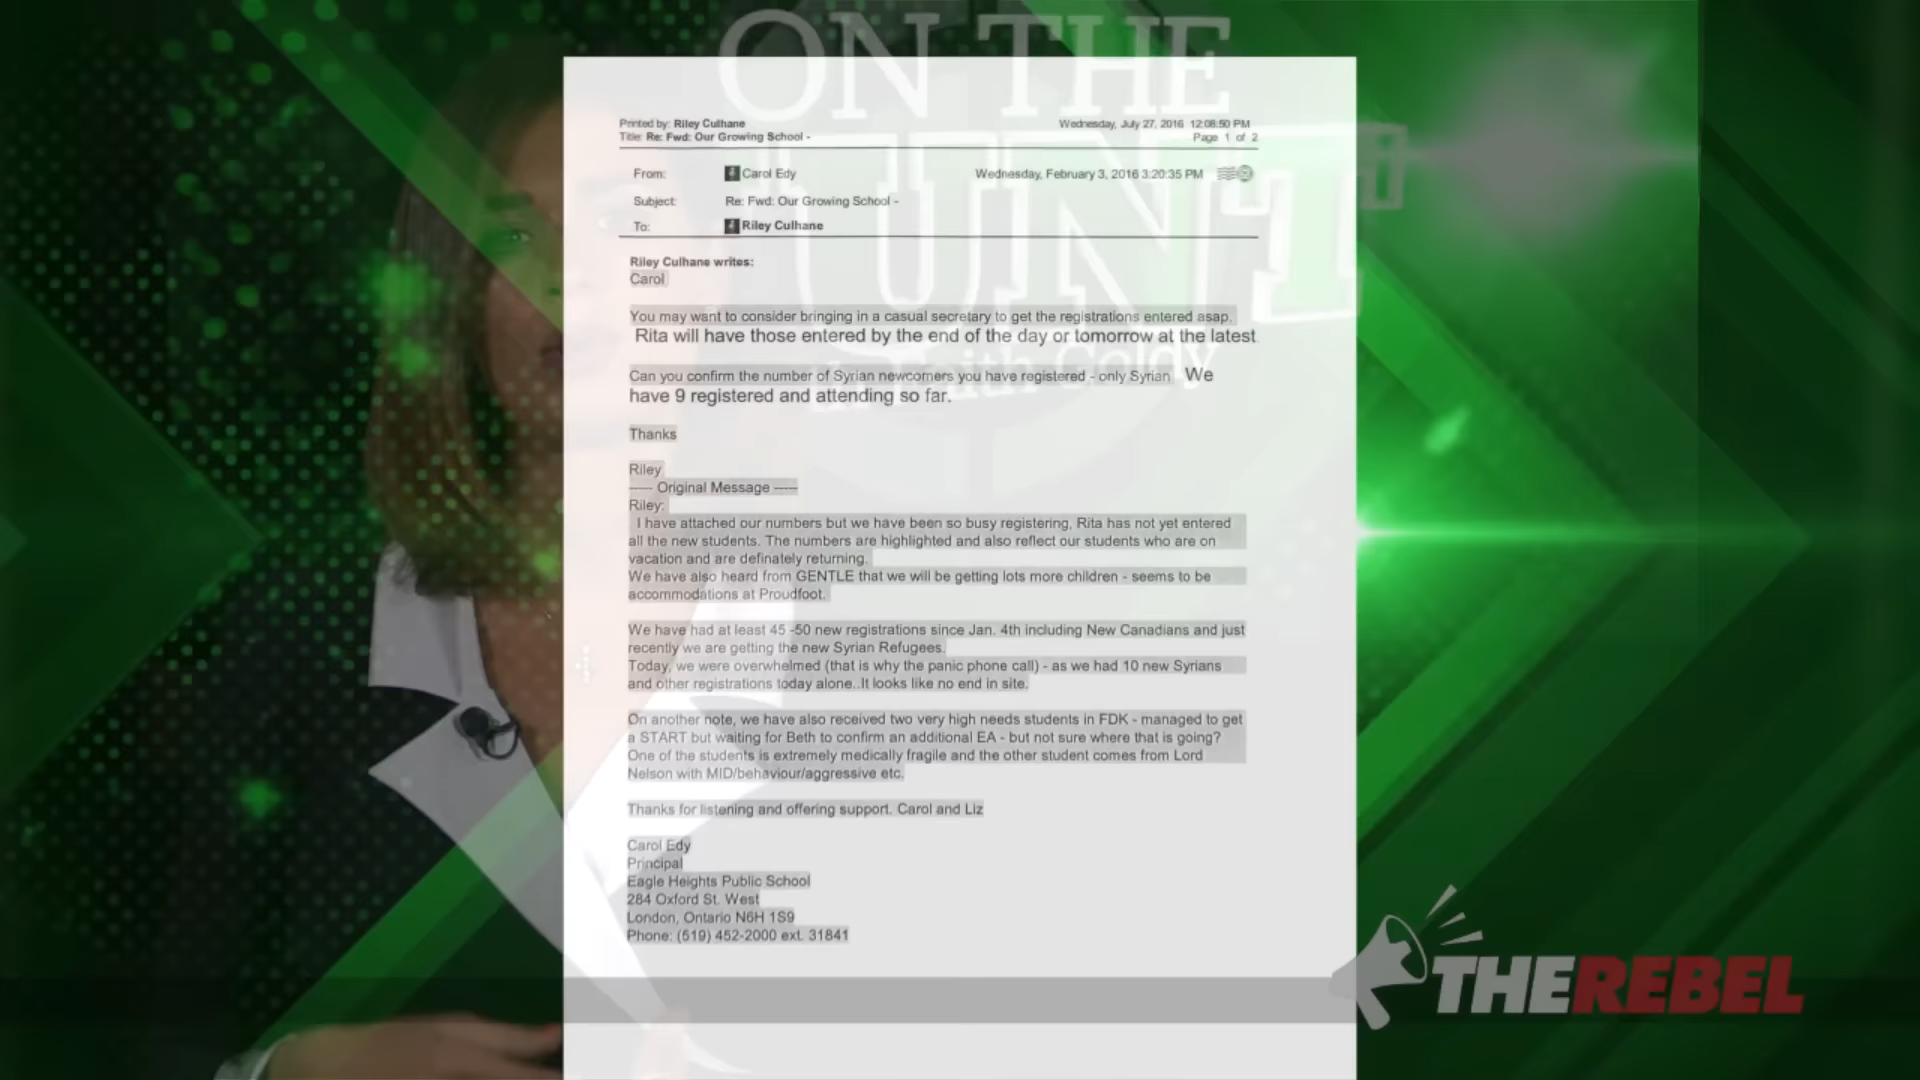 ON THE
HUNT
with Faith Goldy
Printed by: Riley Culhane
Wednesday, July 27, 2016 12:08:50 PM
Title: Re: Fwd: Our Growing School -
Page 1 of 2
From: Carol Edy
Wednesday, February 3, 2016 3:20:35 PM
Subject: Re: Fwd: Our Growing School -
To: Riley Culhane
Riley Culhane writes:
Carol
You may want to consider bringing in a casual secretary to get the registrations entered asap.
Rita will have those entered by the end of the day or tomorrow at the latest
Can you confirm the number of Syrian newcomers you have registered - only Syrian We
have 9 registered and attending so far.
Thanks
Riley
----- Original Message -----
Riley:
I have attached our numbers but we have been so busy registering, Rita has not yet entered
all the new students. The numbers are highlighted and also reflect our students who are on
vacation and are definately returning.
We have also heard from GENTLE that we will be getting lots more children - seems to be
accommodations at Proudfoot.
We have had at least 45 -50 new registrations since Jan. 4th including New Canadians and just
recently we are getting the new Syrian Refugees.
Today, we were overwhelmed (that is why the panic phone call) - as we had 10 new Syrians
and other registrations today alone..It looks like no end in site.
On another note, we have also received two very high needs students in FDK - managed to get
a START but waiting for Beth to confirm an additional EA - but not sure where that is going?
One of the students is extremely medically fragile and the other student comes from Lord
Nelson with MID/behaviour/aggressive etc.
Thanks for listening and offering support. Carol and Liz
Carol Edy
Principal
Eagle Heights Public School
284 Oxford St. West
London, Ontario N6H 1S9
Phone: (519) 452-2000 ext. 31841
THEREBEL